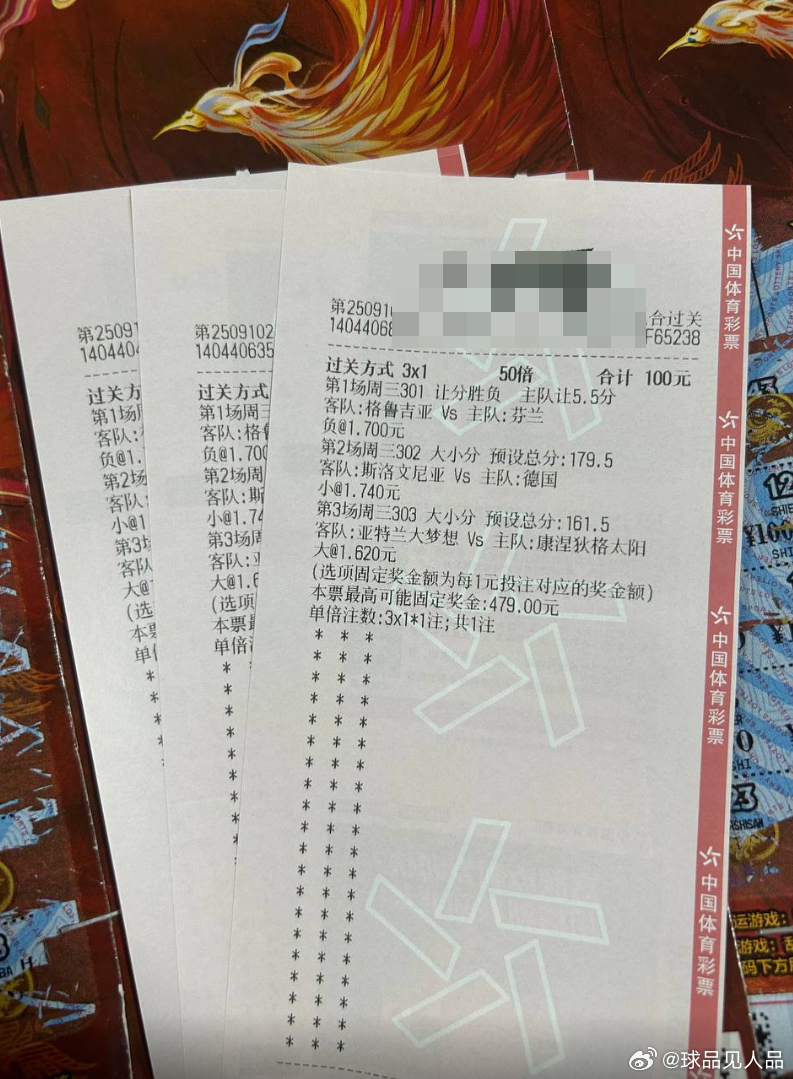 第25091
14044068
合过关
F65238
过关方式 3x1 50倍 合计 100元
第1场周三301 让分胜负 主队让5.5分
客队:格鲁吉亚 Vs 主队:芬兰
负@1.700元
第2场周三302 大小分 预设总分:179.5
客队:斯洛文尼亚 Vs 主队:德国
小@1.740元
第3场周三303 大小分 预设总分:161.5
客队:亚特兰大梦想 Vs 主队:康涅狄格太阳
大@1.620元
(选项固定奖金额为每1元投注对应的奖金额)
本票最高可能固定奖金:479.00元
单倍注数:3x1*1注;共1注
中国体育彩票
中国体育彩票
中国体育彩票
中国体育彩票
第25091
1404404
过关方式
第1场
客队:
负@1.
第2场
客队:
小@1
第3场
客队
大@
(选
本票
单倍
第2509102
140440635
过关方式
第1场周三
客队:格鲁
负@1.700
第2场周
客队:斯
小@1.74
第3场周
客队:亚
大@1.6
(选项
本票最
单倍注
@球品见人品